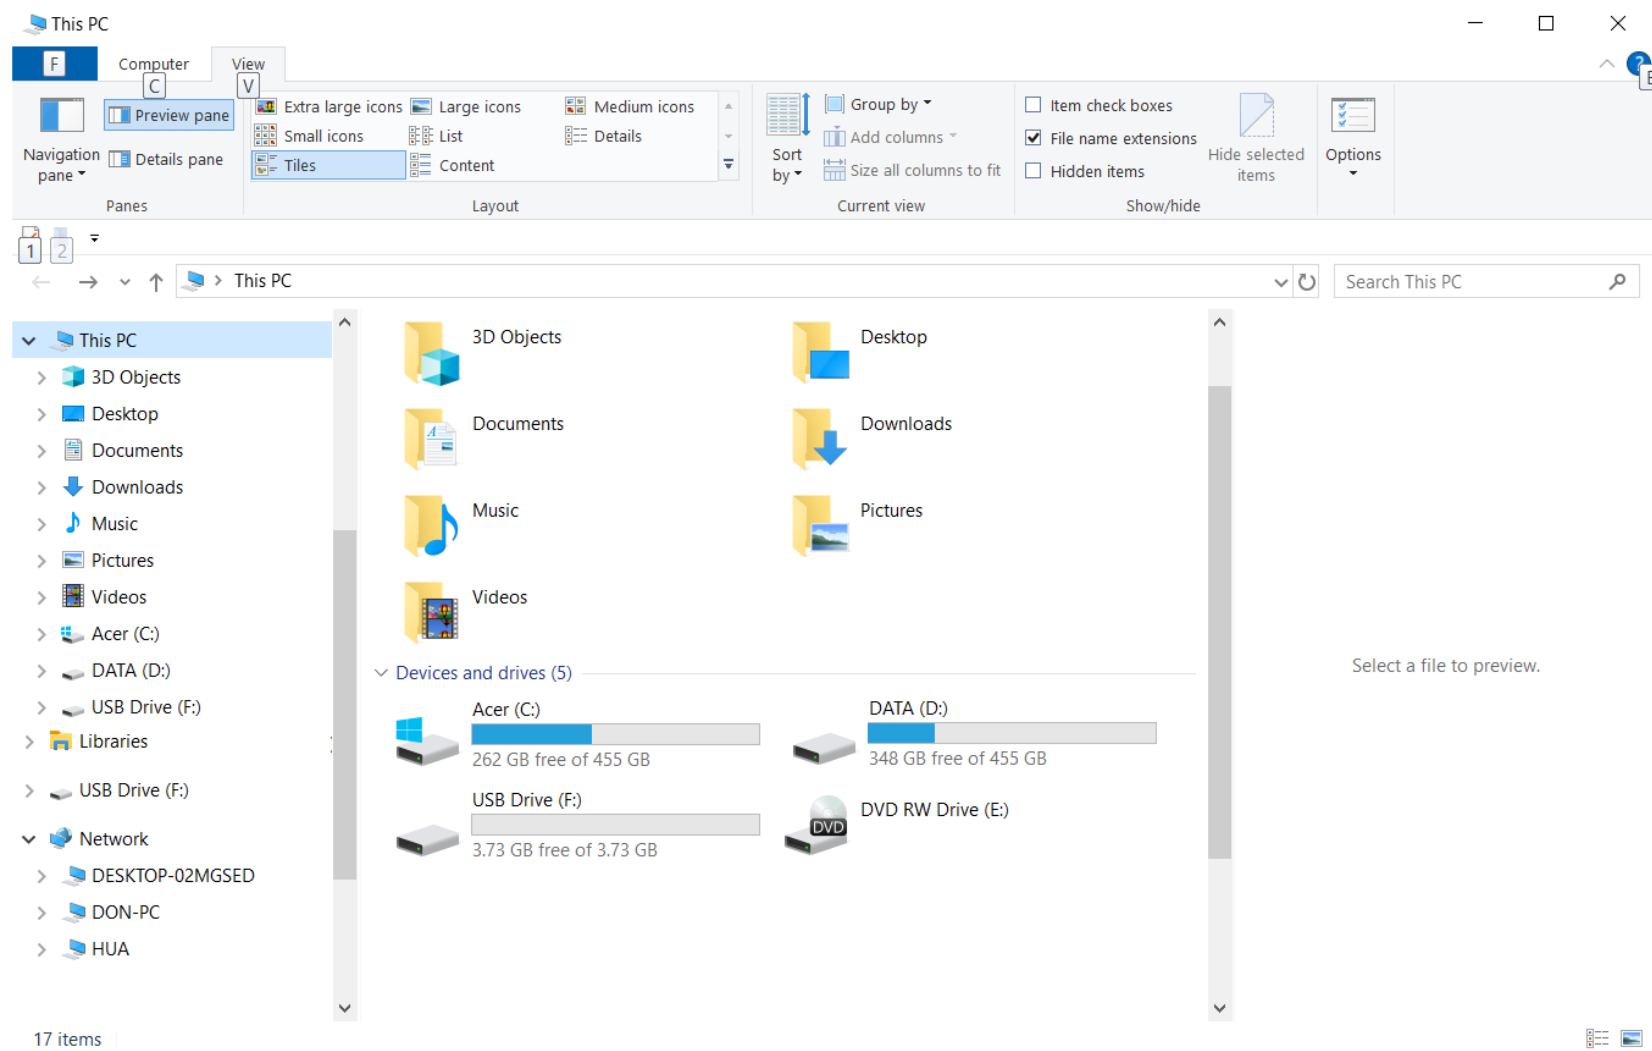 This PC
F
Computer
View
C
V
Preview pane
Details pane
Navigation
pane
Panes
Extra large icons
Large icons
Medium icons
Small icons
List
Details
Tiles
Content
Layout
Sort
by
Group by
Add columns
Size all columns to fit
Current view
Item check boxes
File name extensions
Hidden items
Hide selected
items
Show/hide
Options
?
1
2
This PC
Search This PC
This PC
3D Objects
Desktop
Documents
Downloads
Music
Pictures
Videos
Acer (C:)
DATA (D:)
USB Drive (F:)
Libraries
USB Drive (F:)
Network
DESKTOP-02MGSED
DON-PC
HUA
3D Objects
Desktop
Documents
Downloads
Music
Pictures
Videos
Devices and drives (5)
Acer (C:)
262 GB free of 455 GB
DATA (D:)
348 GB free of 455 GB
USB Drive (F:)
3.73 GB free of 3.73 GB
DVD
DVD RW Drive (E:)
Select a file to preview.
17 items